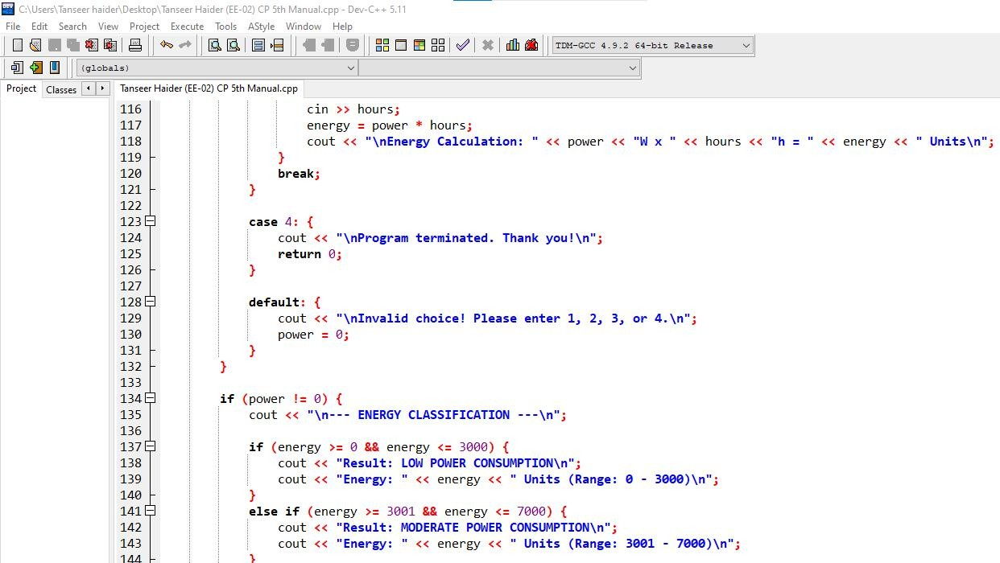 C:\Users\Tanseer haider\Desktop\Tanseer Haider (EE-02) CP 5th Manual.cpp - Dev-C++ 5.11
File Edit Search View Project Execute Tools AStyle Window Help
TDM-GCC 4.9.2 64-bit Release
(globals)
Project Classes Tanseer Haider (EE-02) CP 5th Manual.cpp
116 cin >> hours;
117 energy = power * hours;
118 cout << "\nEnergy Calculation: " << power << "W x " << hours << "h = " << energy << " Units\n";
119 }
120 break;
121 }
122
123 case 4: {
124 cout << "\nProgram terminated. Thank you!\n";
125 return 0;
126 }
127
128 default: {
129 cout << "\nInvalid choice! Please enter 1, 2, 3, or 4.\n";
130 power = 0;
131 }
132 }
133
134 if (power != 0) {
135 cout << "\n--- ENERGY CLASSIFICATION ---\n";
136
137 if (energy >= 0 && energy <= 3000) {
138 cout << "Result: LOW POWER CONSUMPTION\n";
139 cout << "Energy: " << energy << " Units (Range: 0 - 3000)\n";
140 }
141 else if (energy >= 3001 && energy <= 7000) {
142 cout << "Result: MODERATE POWER CONSUMPTION\n";
143 cout << "Energy: " << energy << " Units (Range: 3001 - 7000)\n";
144 }